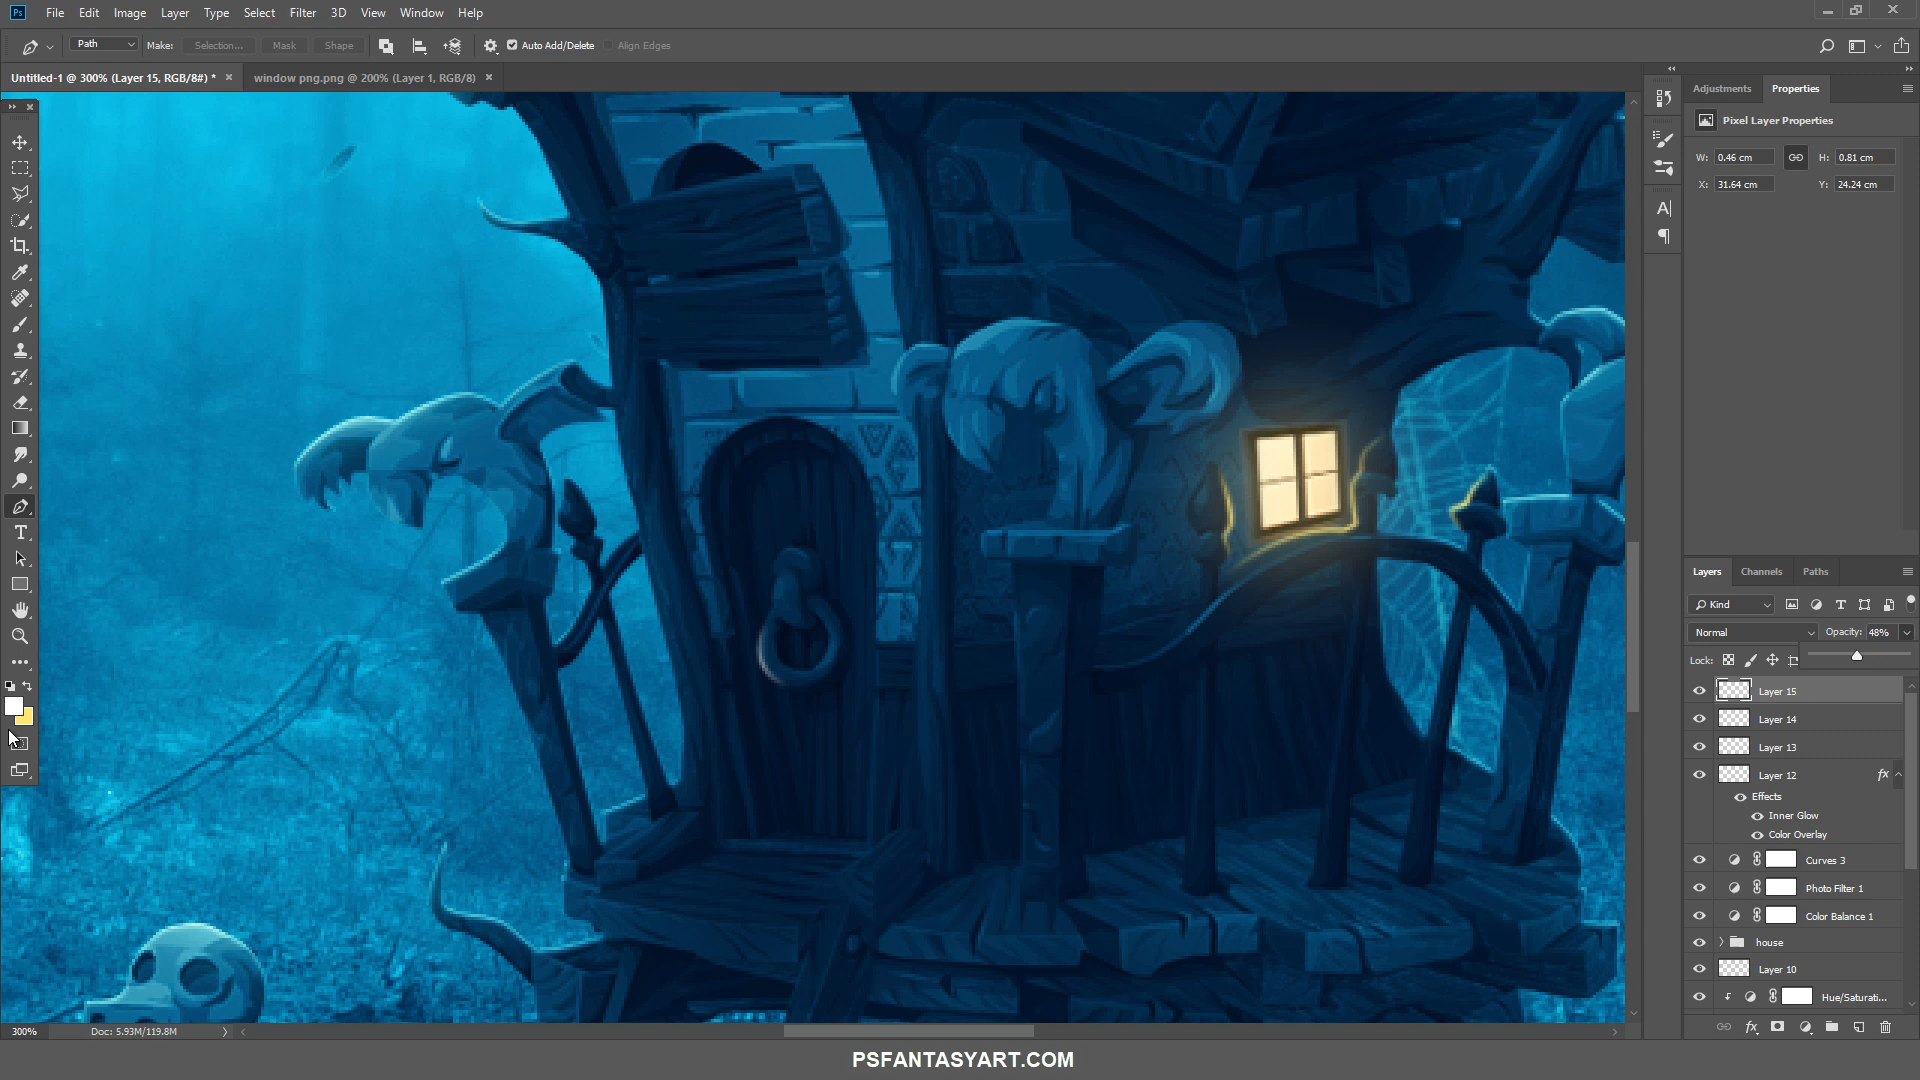 Ps File Edit Image Layer Type Select Filter 3D View Window Help
Path Make: Selection... Mask Shape Auto Add/Delete Align Edges
Untitled-1 @ 300% (Layer 15, RGB/8#) * window png.png @ 200% (Layer 1, RGB/8)
Adjustments Properties
Pixel Layer Properties
W: 0.46 cm H: 0.81 cm
X: 31.64 cm Y: 24.24 cm
Layers Channels Paths
Kind
Normal Opacity: 48%
Lock:
Layer 15
Layer 14
Layer 13
Layer 12 fx
Effects
Inner Glow
Color Overlay
Curves 3
Photo Filter 1
Color Balance 1
house
Layer 10
Hue/Saturati...
300% Doc: 5.93M/119.8M
PSFANTASYART.COM